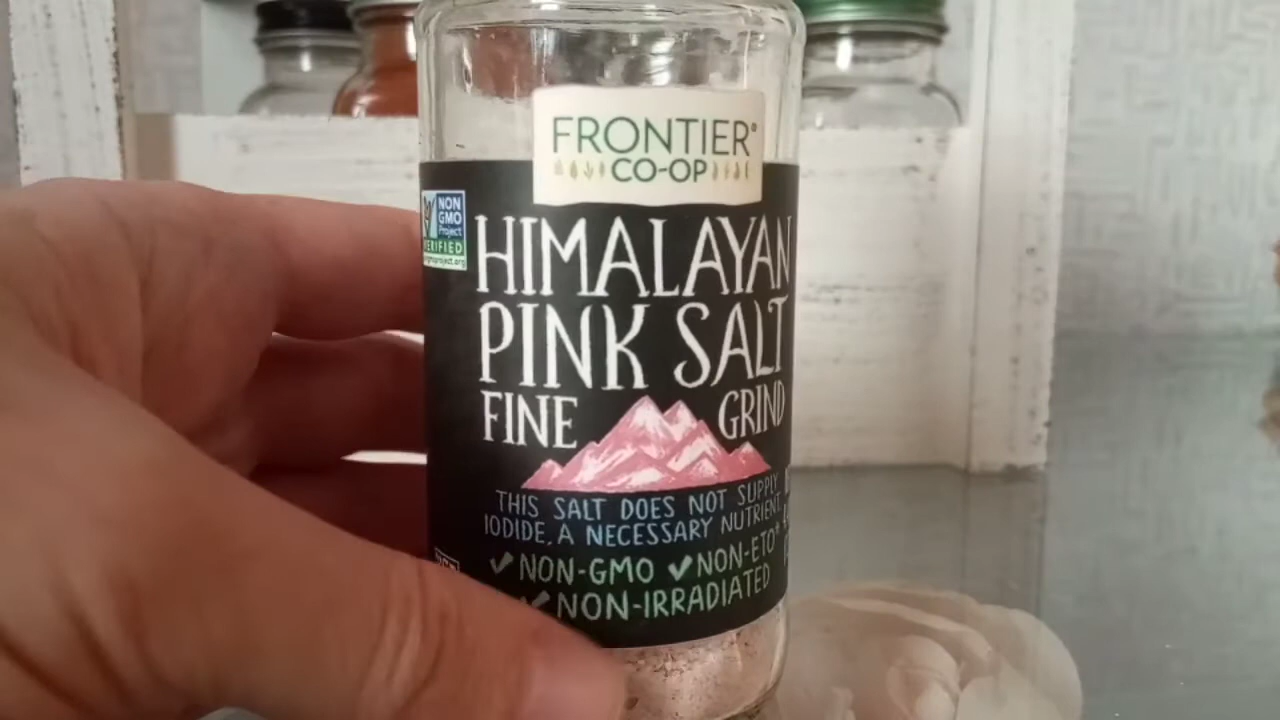 FRONTIER
CO-OP
NON
GMO
Project
VERIFIED
HIMALAYAN
PINK SALT
FINE GRIND
THIS SALT DOES NOT SUPPLY
IODIDE, A NECESSARY NUTRIENT.
✓NON-GMO ✓NON-ETO*
✓NON-IRRADIATED